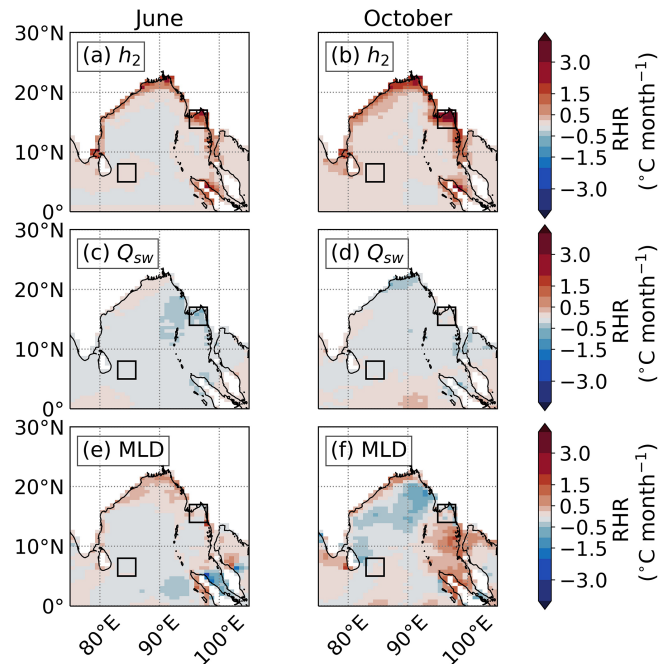 June
October
30°N
20°N
10°N
0°
(a) h₂
(b) h₂
3.0
1.5
0.5
−0.5
−1.5
−3.0
RHR
(°C month⁻¹)
30°N
20°N
10°N
0°
(c) Qsw
(d) Qsw
3.0
1.5
0.5
−0.5
−1.5
−3.0
RHR
(°C month⁻¹)
30°N
20°N
10°N
0°
(e) MLD
(f) MLD
3.0
1.5
0.5
−0.5
−1.5
−3.0
RHR
(°C month⁻¹)
80°E
90°E
100°E
80°E
90°E
100°E